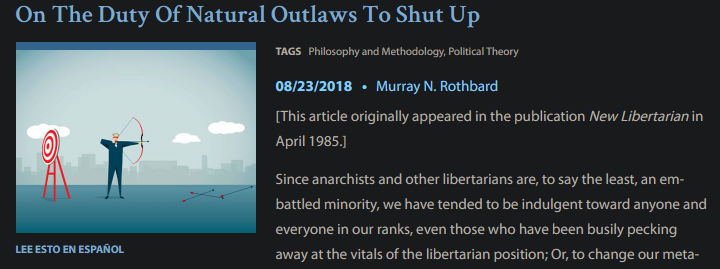 On The Duty Of Natural Outlaws To Shut Up
TAGS Philosophy and Methodology, Political Theory
08/23/2018 • Murray N. Rothbard
[This article originally appeared in the publication New Libertarian in
April 1985.]
Since anarchists and other libertarians are, to say the least, an em-
battled minority, we have tended to be indulgent toward anyone and
everyone in our ranks, even those who have been busily pecking
away at the vitals of the libertarian position; Or, to change our meta-
LEE ESTO EN ESPAÑOL